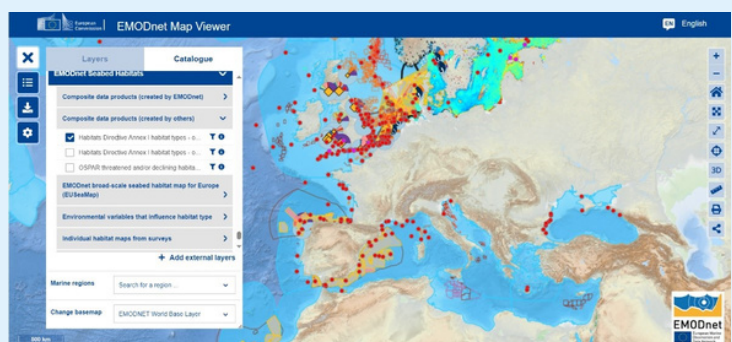 European
Commission
EMODnet Map Viewer
EN English
Layers
Catalogue
EMODnet Seabed Habitats
Composite data products (created by EMODnet)
Composite data products (created by others)
Habitats Directive Annex I habitat types - o...
Habitats Directive Annex I habitat types - o...
OSPAR threatened and/or declining habita...
EMODnet broad-scale seabed habitat map for Europe
(EUSeaMap)
Environmental variables that influence habitat type
Individual habitat maps from surveys
+ Add external layers
Marine regions
Search for a region ...
Change basemap
EMODNET World Base Layer
3D
EMODnet